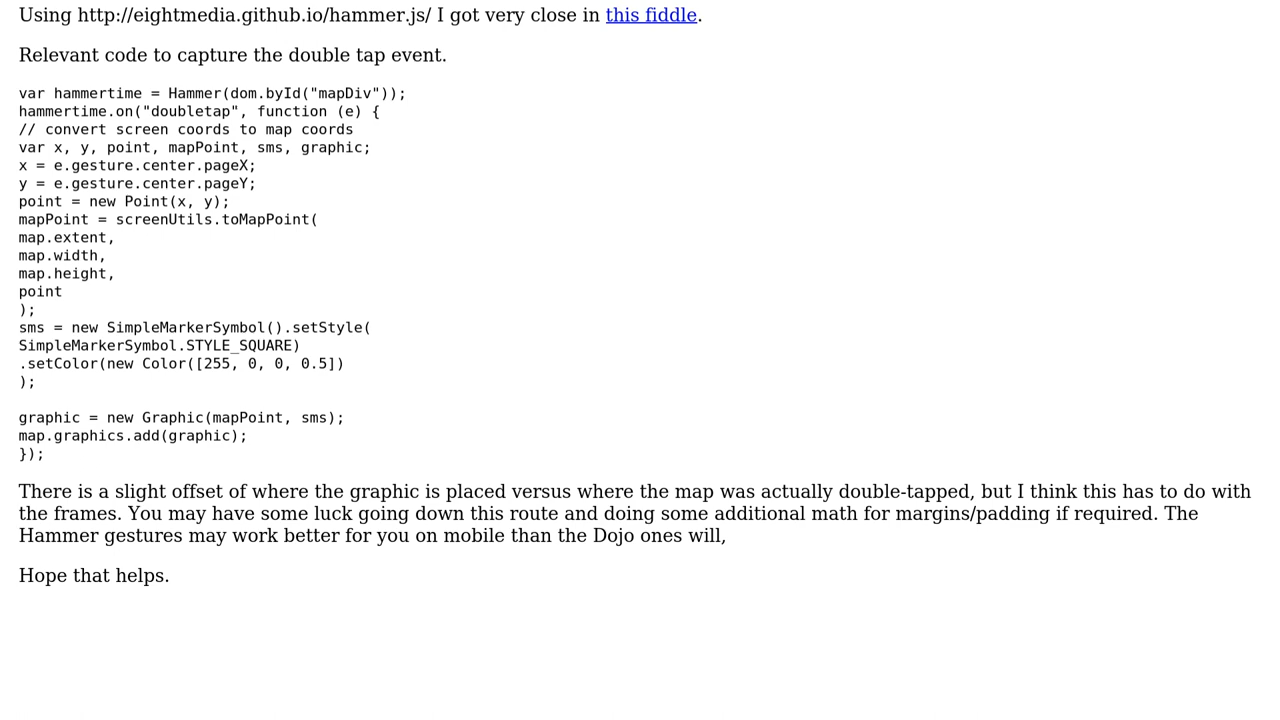 Using http://eightmedia.github.io/hammer.js/ I got very close in this fiddle.
Relevant code to capture the double tap event.
var hammertime = Hammer(dom.byId("mapDiv"));
hammertime.on("doubletap", function (e) {
// convert screen coords to map coords
var x, y, point, mapPoint, sms, graphic;
x = e.gesture.center.pageX;
y = e.gesture.center.pageY;
point = new Point(x, y);
mapPoint = screenUtils.toMapPoint(
map.extent,
map.width,
map.height,
point
);
sms = new SimpleMarkerSymbol().setStyle(
SimpleMarkerSymbol.STYLE_SQUARE)
.setColor(new Color([255, 0, 0, 0.5])
);
graphic = new Graphic(mapPoint, sms);
map.graphics.add(graphic);
});
There is a slight offset of where the graphic is placed versus where the map was actually double-tapped, but I think this has to do with
the frames. You may have some luck going down this route and doing some additional math for margins/padding if required. The
Hammer gestures may work better for you on mobile than the Dojo ones will,
Hope that helps.